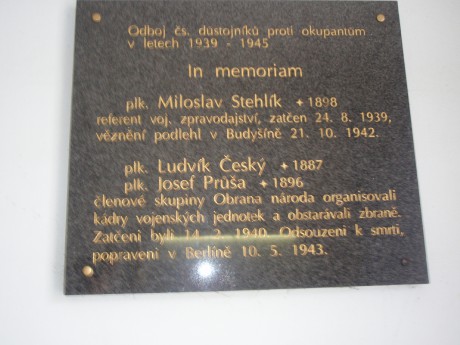 Odboj čs. důstojníků proti okupantům
v letech 1939 - 1945
In memoriam
plk. Miloslav Stehlík ✦ 1898
referent voj. zpravodajství, zatčen 24. 8. 1939,
věznění podlehl v Budyšíně 21. 10. 1942.
plk. Ludvík Český ✦ 1887
plk. Josef Průša ✦ 1896
členové skupiny Obrana národa organisovali
kádry vojenských jednotek a obstarávali zbraně.
Zatčeni byli 14. 2. 1940. Odsouzeni k smrti,
popraveni v Berlíně 10. 5. 1943.